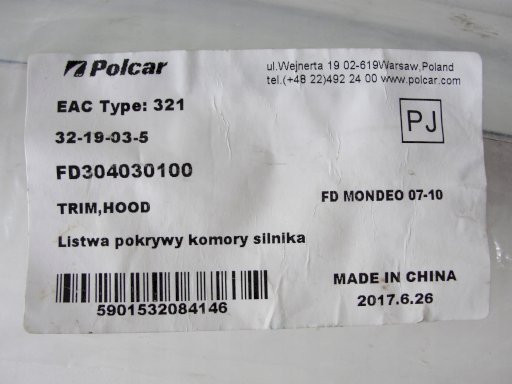 Polcar
ul.Wejnerta 19 02-619Warsaw,Poland
tel.(+48 22)492 24 00 www.polcar.com
EAC Type: 321
PJ
32-19-03-5
FD304030100
TRIM,HOOD
FD MONDEO 07-10
Listwa pokrywy komory silnika
5901532084146
MADE IN CHINA
2017.6.26